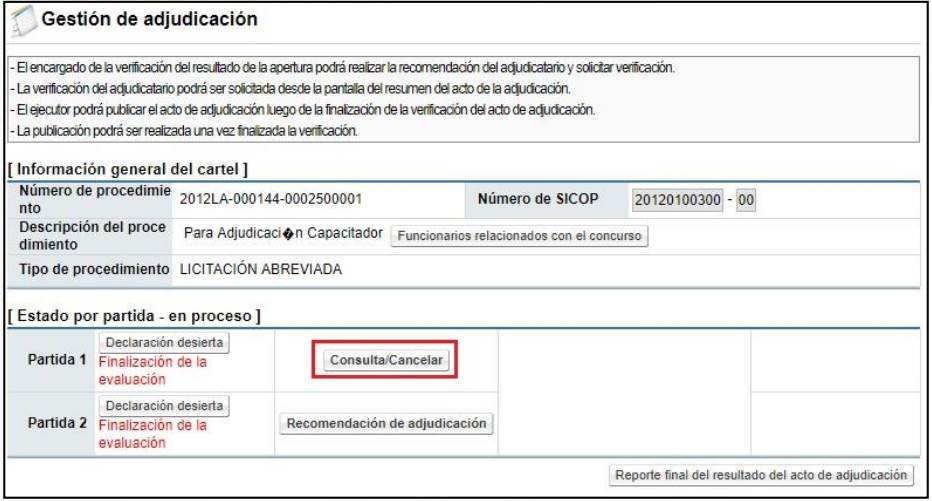 Gestión de adjudicación
- El encargado de la verificación del resultado de la apertura podrá realizar la recomendación del adjudicatario y solicitar verificación.
- La verificación del adjudicatario podrá ser solicitada desde la pantalla del resumen del acto de la adjudicación.
- El ejecutor podrá publicar el acto de adjudicación luego de la finalización de la verificación del acto de adjudicación.
- La publicación podrá ser realizada una vez finalizada la verificación.
[ Información general del cartel ]
Número de procedimie
nto
2012LA-000144-0002500001
Número de SICOP
20120100300 - 00
Descripción del proce
dimiento
Para Adjudicaci�n Capacitador
Funcionarios relacionados con el concurso
Tipo de procedimiento
LICITACIÓN ABREVIADA
[ Estado por partida - en proceso ]
Partida 1
Declaración desierta
Finalización de la
evaluación
Consulta/Cancelar
Partida 2
Declaración desierta
Finalización de la
evaluación
Recomendación de adjudicación
Reporte final del resultado del acto de adjudicación